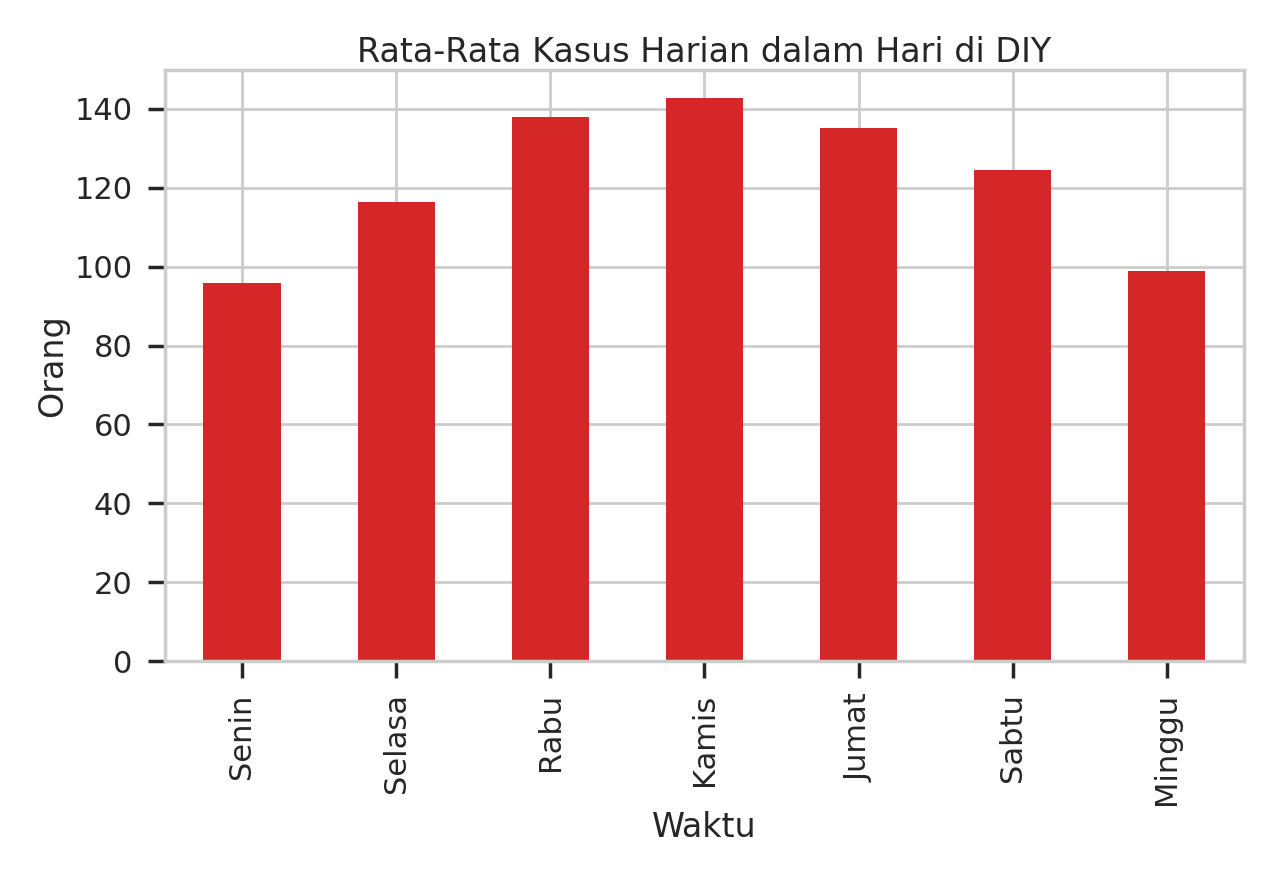 Rata-Rata Kasus Harian dalam Hari di DIY
140
120
100
80
60
40
20
0
Orang
Senin
Selasa
Rabu
Kamis
Jumat
Sabtu
Minggu
Waktu